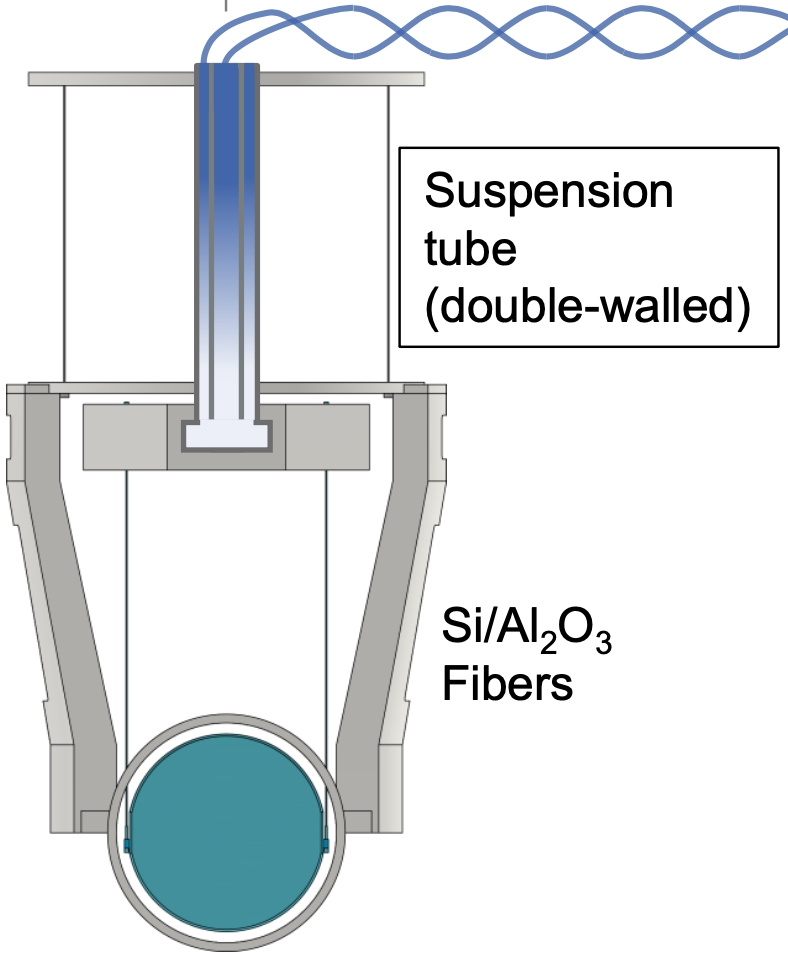 Suspension
tube
(double-walled)
Si/Al₂O₃
Fibers